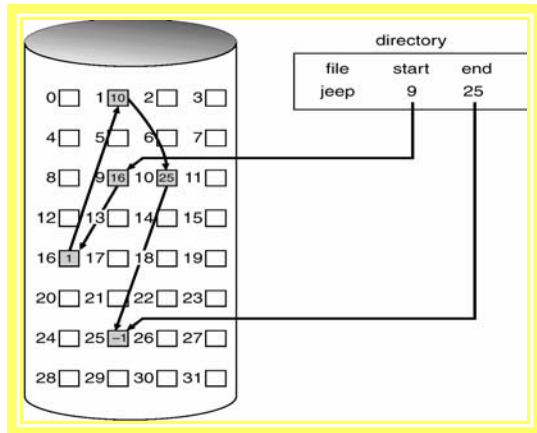 directory
file start end
jeep 9 25
0 1 10 2 3
4 5 6 7
8 9 16 10 25 11
12 13 14 15
16 1 17 18 19
20 21 22 23
24 25 -1 26 27
28 29 30 31